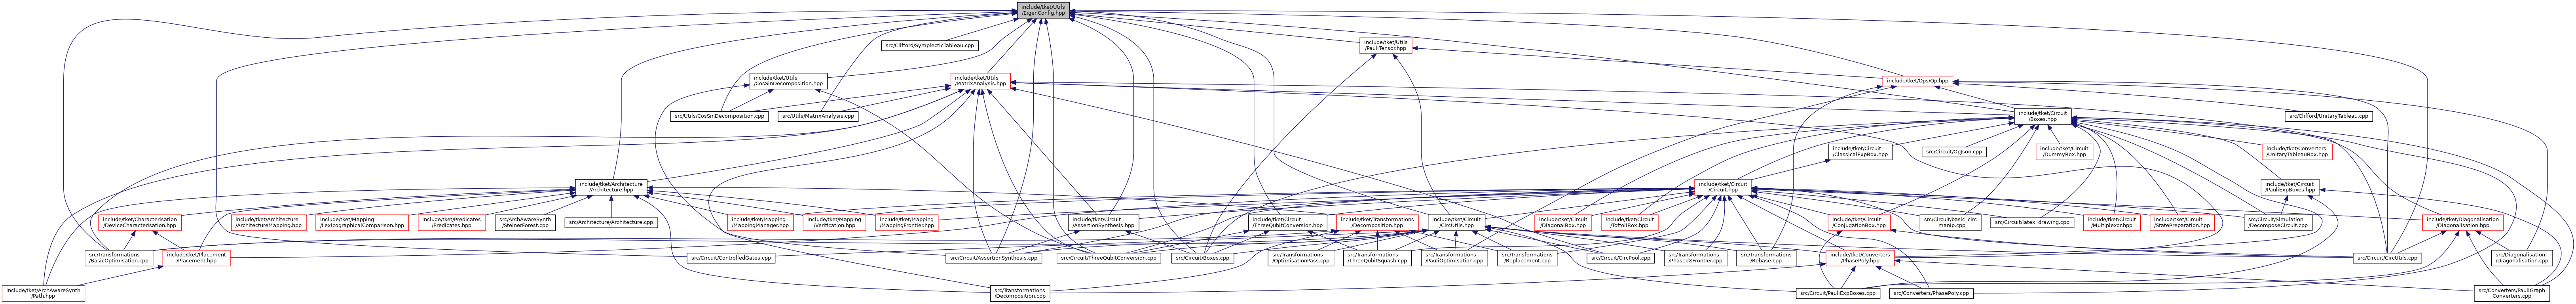 include/tket/Utils
/EigenConfig.hpp
src/Clifford/SymplecticTableau.cpp
include/tket/Utils
/PauliTensor.hpp
include/tket/Utils
/CosSinDecomposition.hpp
include/tket/Utils
/MatrixAnalysis.hpp
include/tket/Ops/Op.hpp
src/Utils/CosSinDecomposition.cpp
src/Utils/MatrixAnalysis.cpp
include/tket/Circuit
/Boxes.hpp
src/Clifford/UnitaryTableau.cpp
include/tket/Circuit
/ClassicalExpBox.hpp
src/Circuit/OpJson.cpp
include/tket/Circuit
/DummyBox.hpp
include/tket/Converters
/UnitaryTableauBox.hpp
include/tket/Architecture
/Architecture.hpp
include/tket/Circuit
/Circuit.hpp
include/tket/Circuit
/PauliExpBoxes.hpp
include/tket/Characterisation
/DeviceCharacterisation.hpp
include/tket/Architecture
/ArchitectureMapping.hpp
include/tket/Mapping
/LexicographicalComparison.hpp
include/tket/Predicates
/Predicates.hpp
src/ArchAwareSynth
/SteinerForest.cpp
src/Architecture/Architecture.cpp
include/tket/Mapping
/MappingManager.hpp
include/tket/Mapping
/Verification.hpp
include/tket/Mapping
/MappingFrontier.hpp
include/tket/Circuit
/AssertionSynthesis.hpp
include/tket/Circuit
/ThreeQubitConversion.hpp
include/tket/Transformations
/Decomposition.hpp
include/tket/Circuit
/CircUtils.hpp
include/tket/Circuit
/DiagonalBox.hpp
include/tket/Circuit
/ToffoliBox.hpp
include/tket/Circuit
/ConjugationBox.hpp
src/Circuit/basic_circ
_manip.cpp
src/Circuit/latex_drawing.cpp
include/tket/Circuit
/Multiplexor.hpp
include/tket/Circuit
/StatePreparation.hpp
src/Circuit/Simulation
/DecomposeCircuit.cpp
include/tket/Diagonalisation
/Diagonalisation.hpp
src/Transformations
/BasicOptimisation.cpp
include/tket/Placement
/Placement.hpp
src/Circuit/ControlledGates.cpp
src/Circuit/AssertionSynthesis.cpp
src/Circuit/ThreeQubitConversion.cpp
src/Circuit/Boxes.cpp
src/Transformations
/OptimisationPass.cpp
src/Transformations
/ThreeQubitSquash.cpp
src/Transformations
/PauliOptimisation.cpp
src/Transformations
/Replacement.cpp
src/Circuit/CircPool.cpp
src/Transformations
/PhasedXFrontier.cpp
src/Transformations
/Rebase.cpp
include/tket/Converters
/PhasePoly.hpp
src/Circuit/CircUtils.cpp
src/Diagonalisation
/Diagonalisation.cpp
include/tket/ArchAwareSynth
/Path.hpp
src/Transformations
/Decomposition.cpp
src/Circuit/PauliExpBoxes.cpp
src/Converters/PhasePoly.cpp
src/Converters/PauliGraph
Converters.cpp